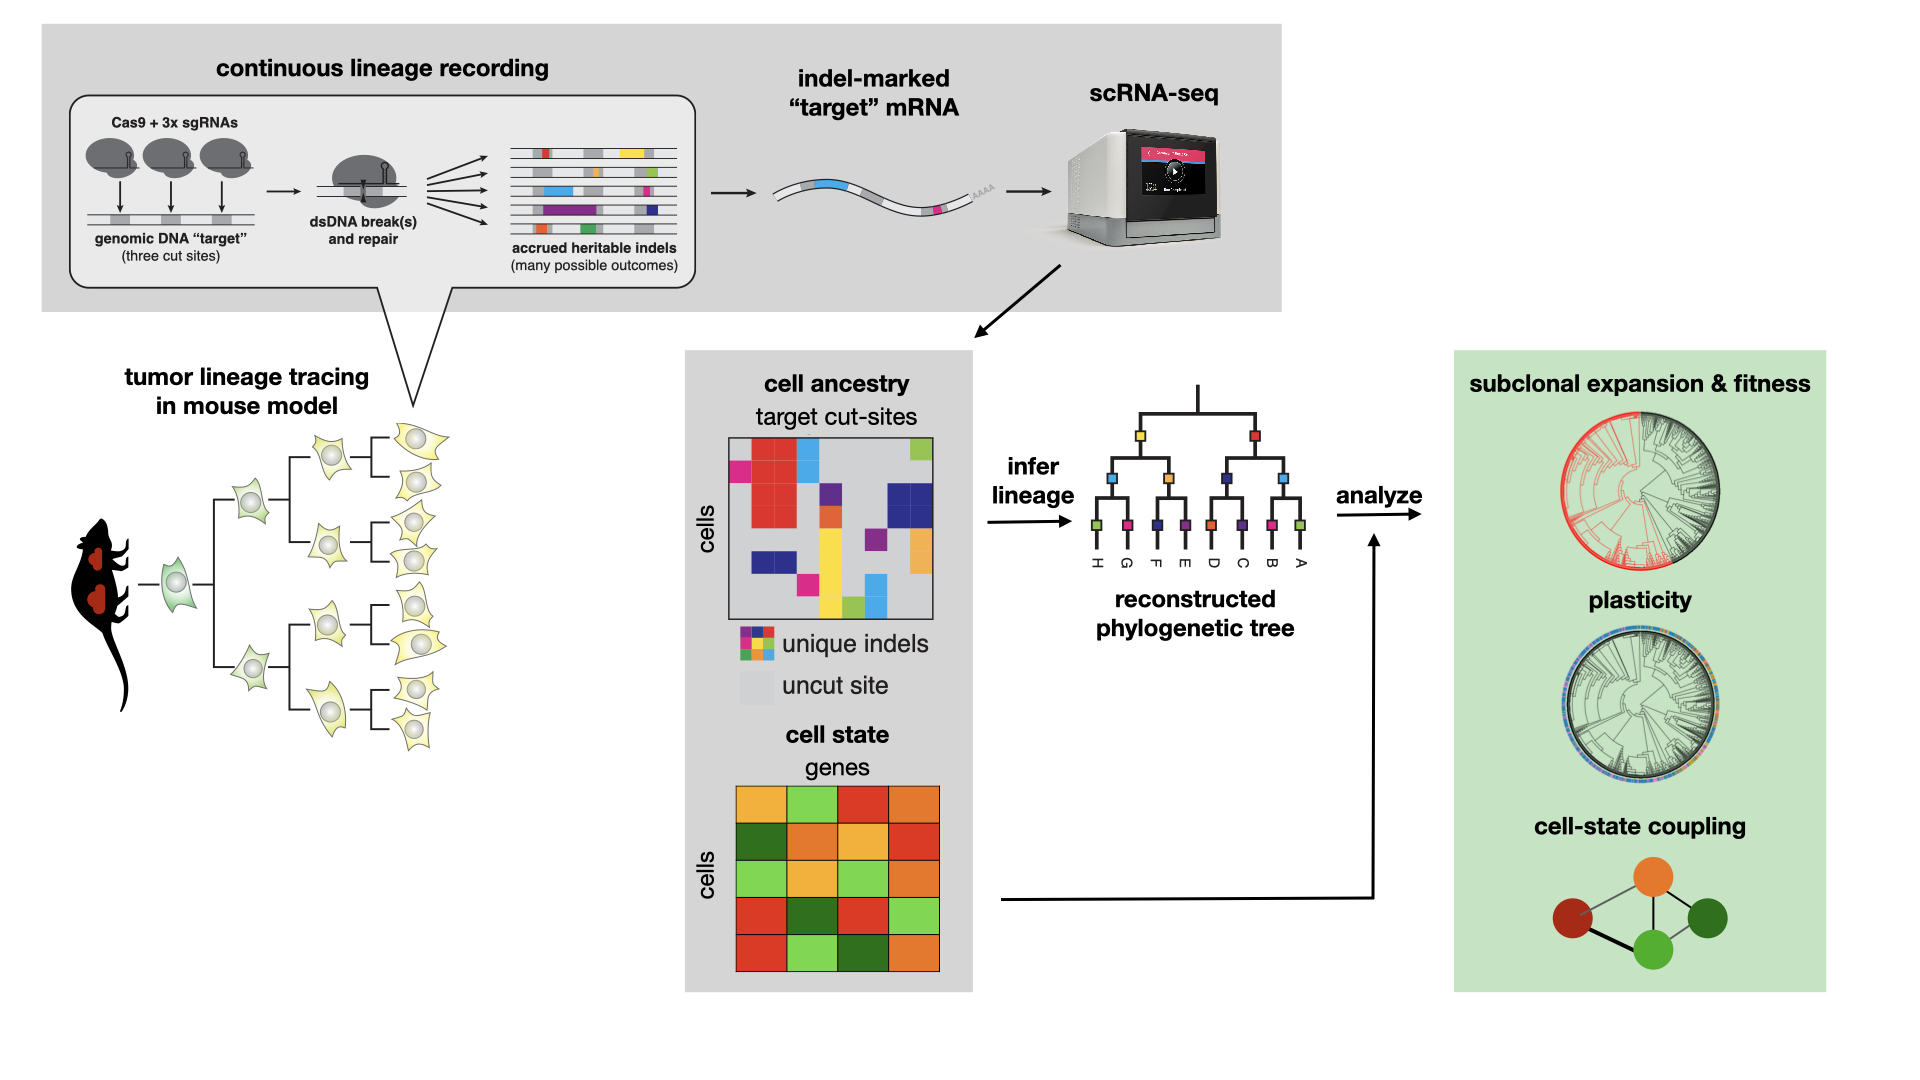 continuous lineage recording
Cas9 + 3x sgRNAs
genomic DNA “target”
(three cut sites)
dsDNA break(s)
and repair
accrued heritable indels
(many possible outcomes)
indel-marked
“target” mRNA
AAAA
scRNA-seq
tumor lineage tracing
in mouse model
cell ancestry
target cut-sites
cells
unique indels
uncut site
cell state
genes
cells
infer
lineage
H G F E D C B A
reconstructed
phylogenetic tree
analyze
subclonal expansion & fitness
plasticity
cell-state coupling